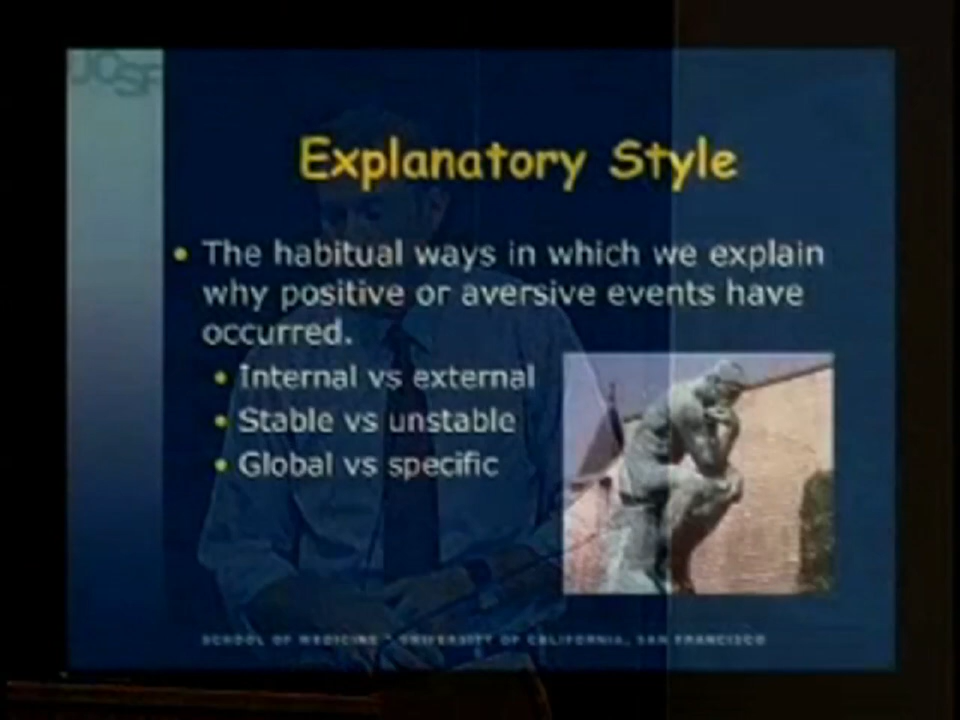 UCSF
Explanatory Style
• The habitual ways in which we explain
why positive or aversive events have
occurred.
• Internal vs external
• Stable vs unstable
• Global vs specific
SCHOOL OF MEDICINE * UNIVERSITY OF CALIFORNIA, SAN FRANCISCO